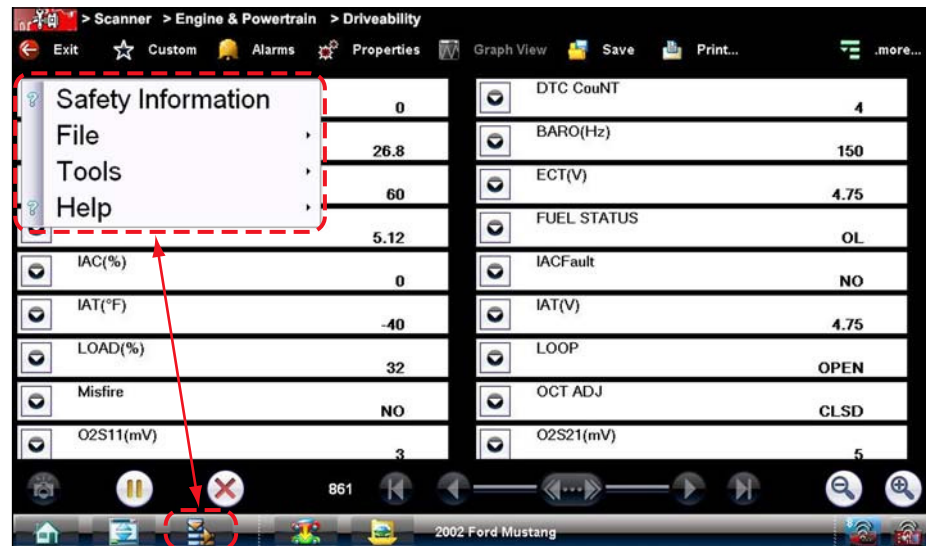 > Scanner > Engine & Powertrain > Driveability
Exit Custom Alarms Properties Graph View Save Print... .more...
Safety Information
File
Tools
Help
0
26.8
60
5.12
IAC(%)
0
IAT(°F)
-40
LOAD(%)
32
Misfire
NO
O2S11(mV)
3
DTC CouNT
4
BARO(Hz)
150
ECT(V)
4.75
FUEL STATUS
OL
IACFault
NO
IAT(V)
4.75
LOOP
OPEN
OCT ADJ
CLSD
O2S21(mV)
5
861
2002 Ford Mustang